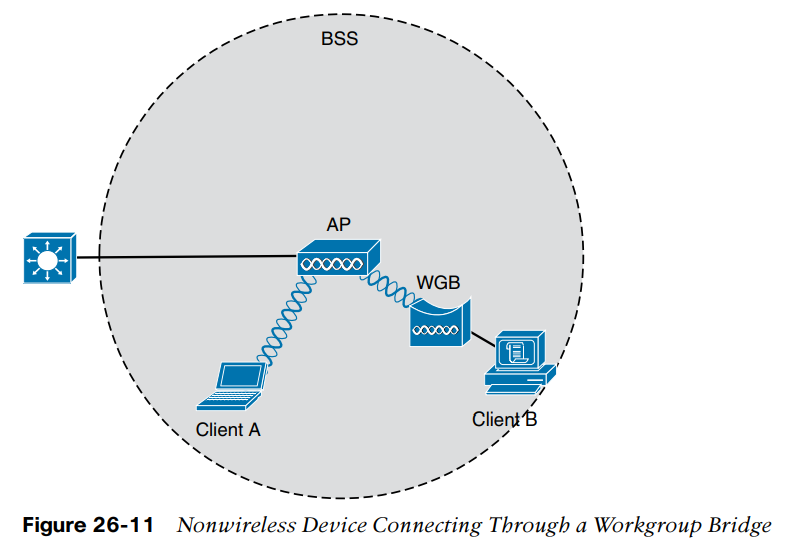 BSS
AP
WGB
Client A
Client B
Figure 26-11 Nonwireless Device Connecting Through a Workgroup Bridge